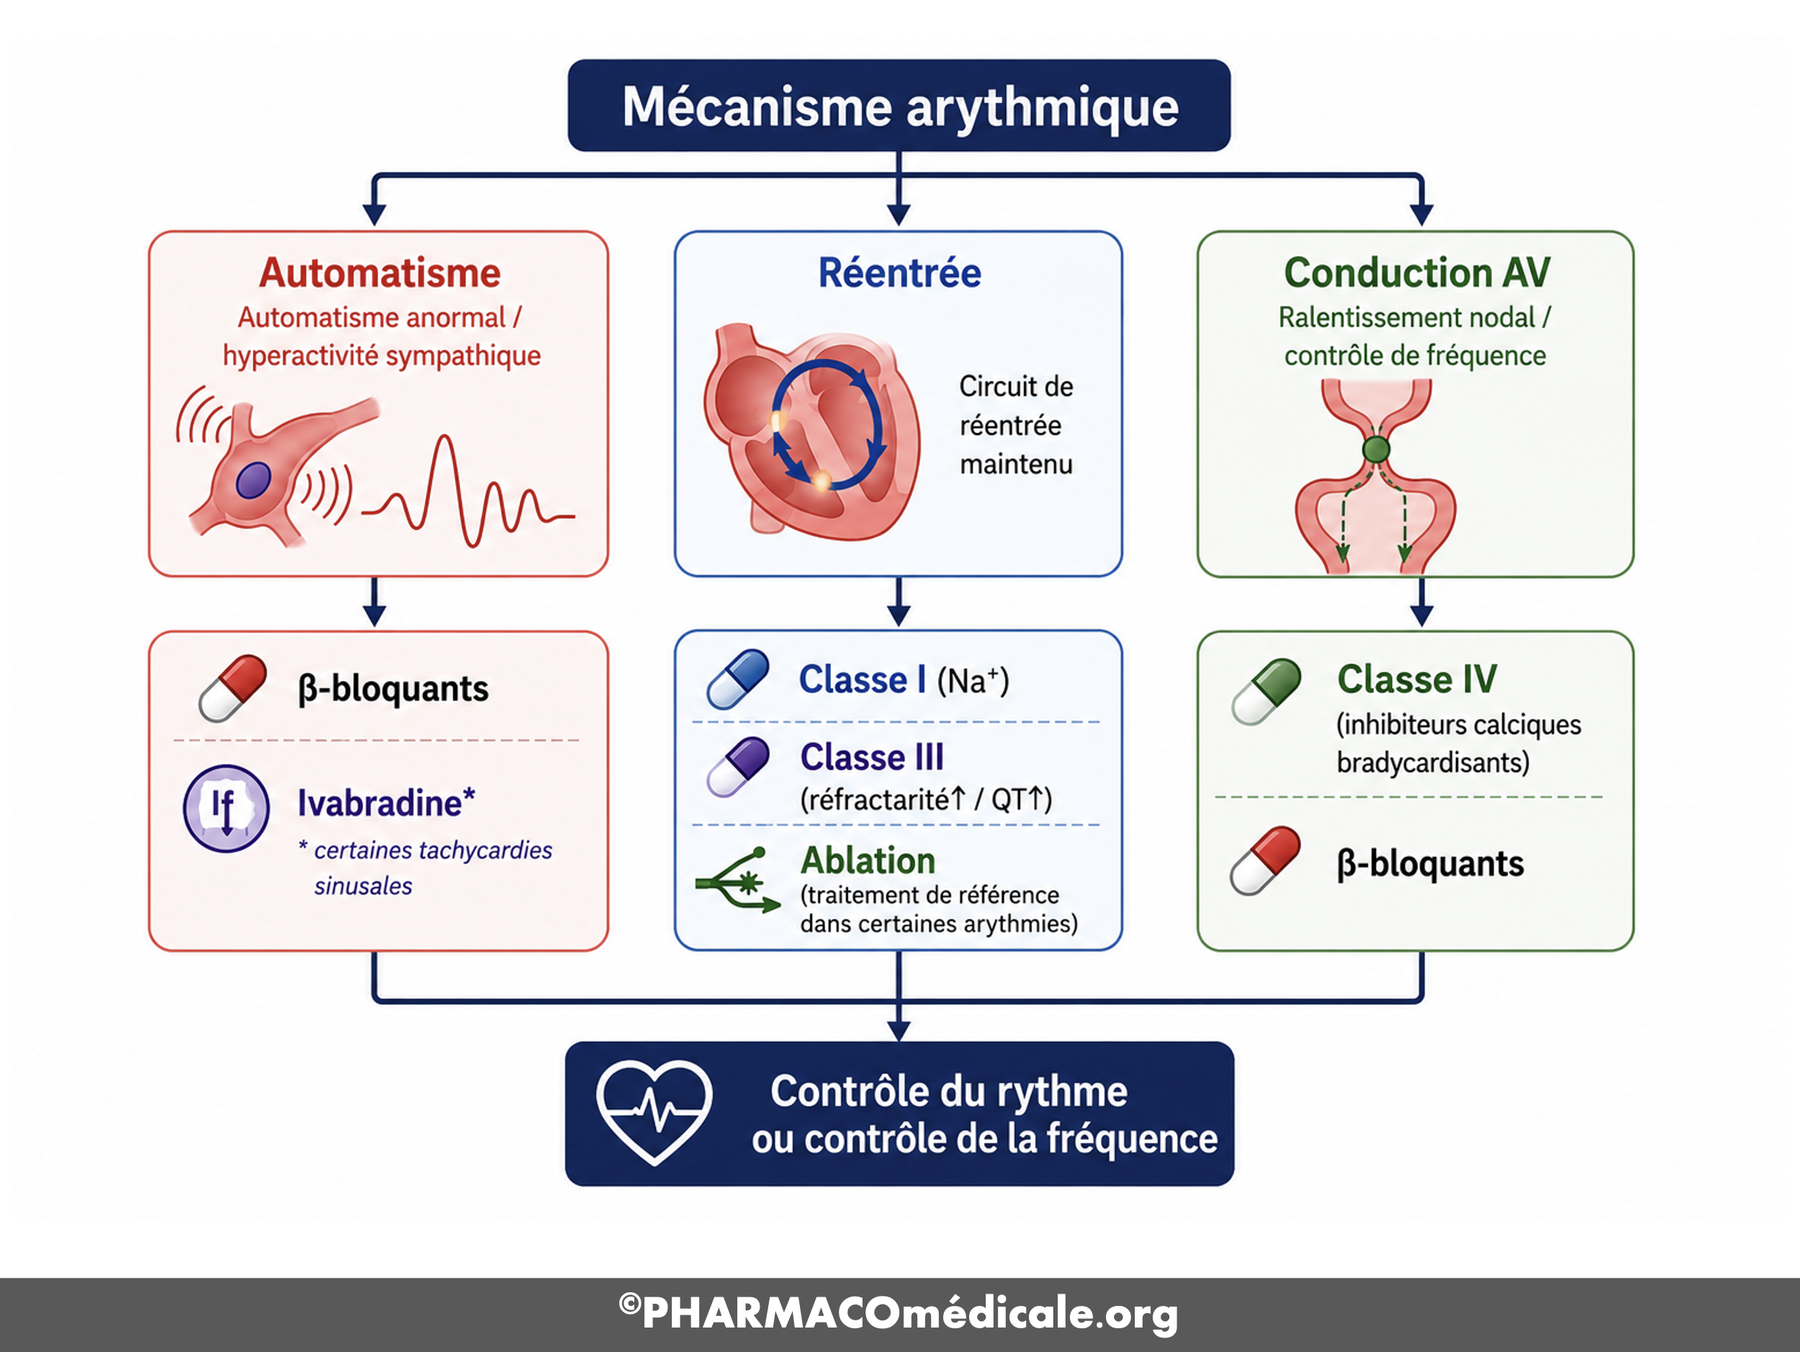 Mécanisme arythmique
Automatisme
Automatisme anormal /
hyperactivité sympathique
Réentrée
Circuit de
réentrée
maintenu
Conduction AV
Ralentissement nodal /
contrôle de fréquence
β-bloquants
If
Ivabradine*
* certaines tachycardies
sinusales
Classe I (Na⁺)
Classe III
(réfractarité↑ / QT↑)
Ablation
(traitement de référence
dans certaines arythmies)
Classe IV
(inhibiteurs calciques
bradycardisants)
β-bloquants
Contrôle du rythme
ou contrôle de la fréquence
©PHARMACOmédicale.org